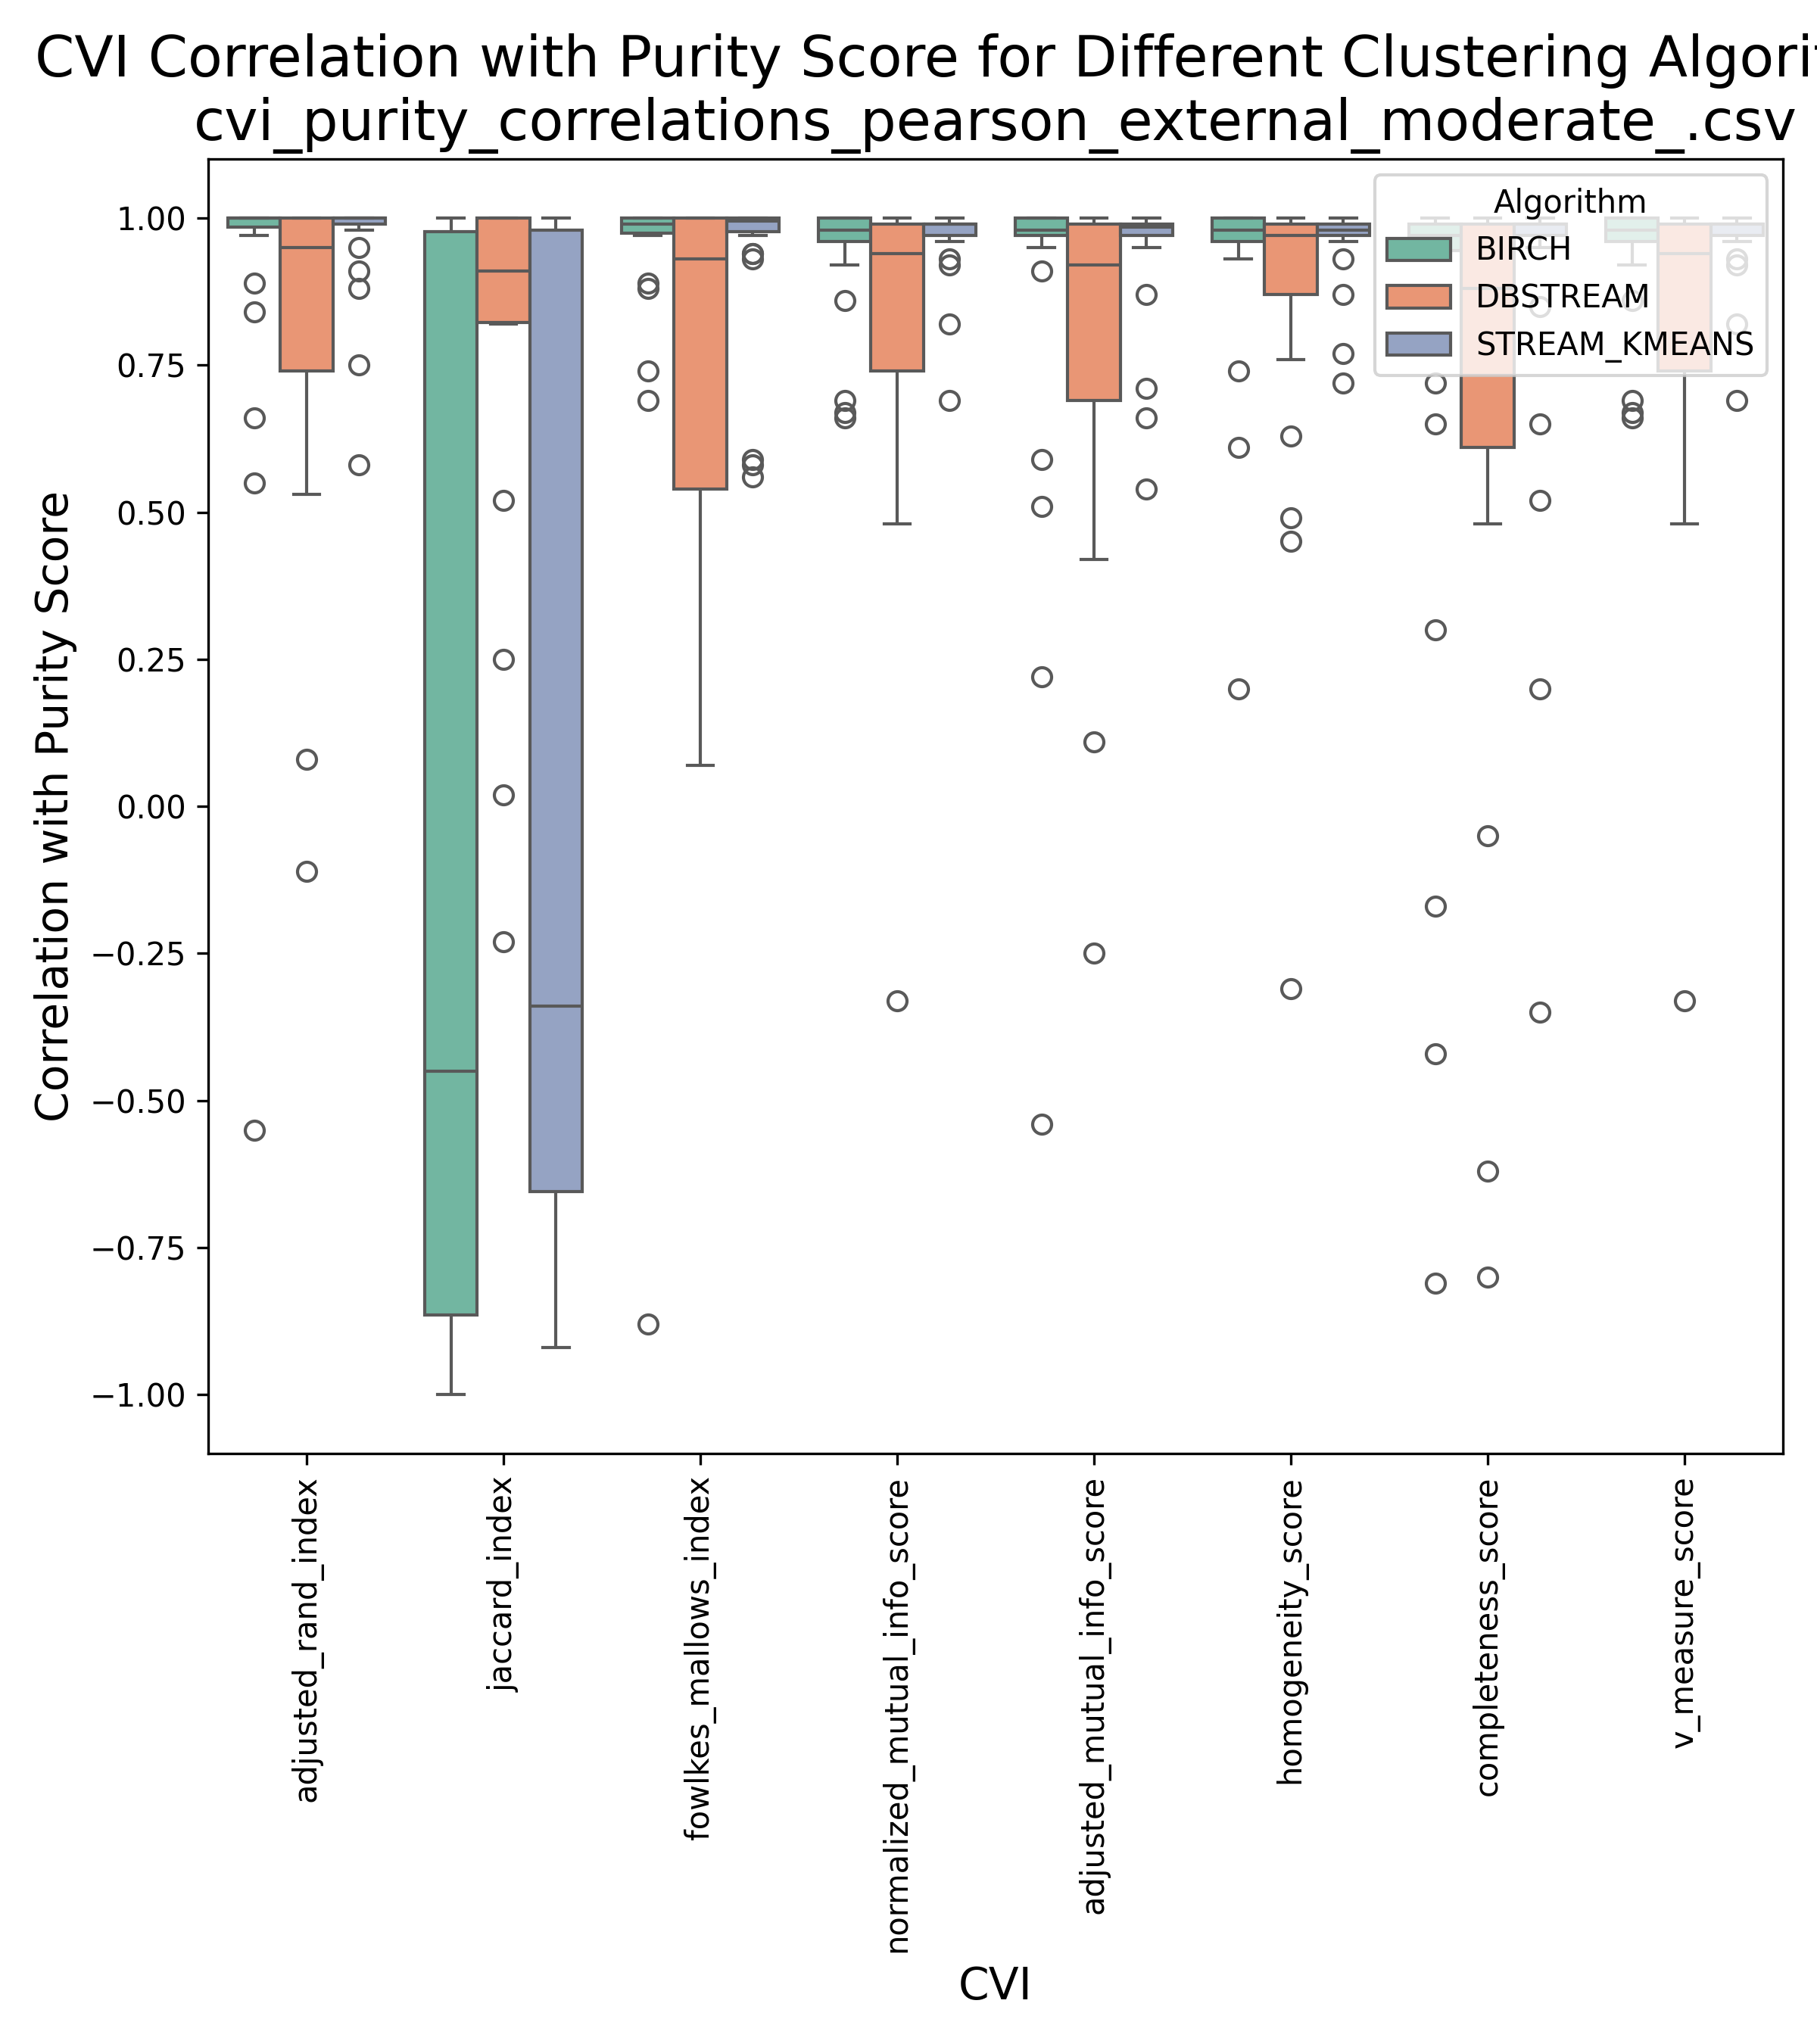 CVI Correlation with Purity Score for Different Clustering Algori
cvi_purity_correlations_pearson_external_moderate_.csv
Algorithm
BIRCH
DBSTREAM
STREAM_KMEANS
Correlation with Purity Score
1.00
0.75
0.50
0.25
0.00
−0.25
−0.50
−0.75
−1.00
adjusted_rand_index
jaccard_index
fowlkes_mallows_index
normalized_mutual_info_score
adjusted_mutual_info_score
homogeneity_score
completeness_score
v_measure_score
CVI